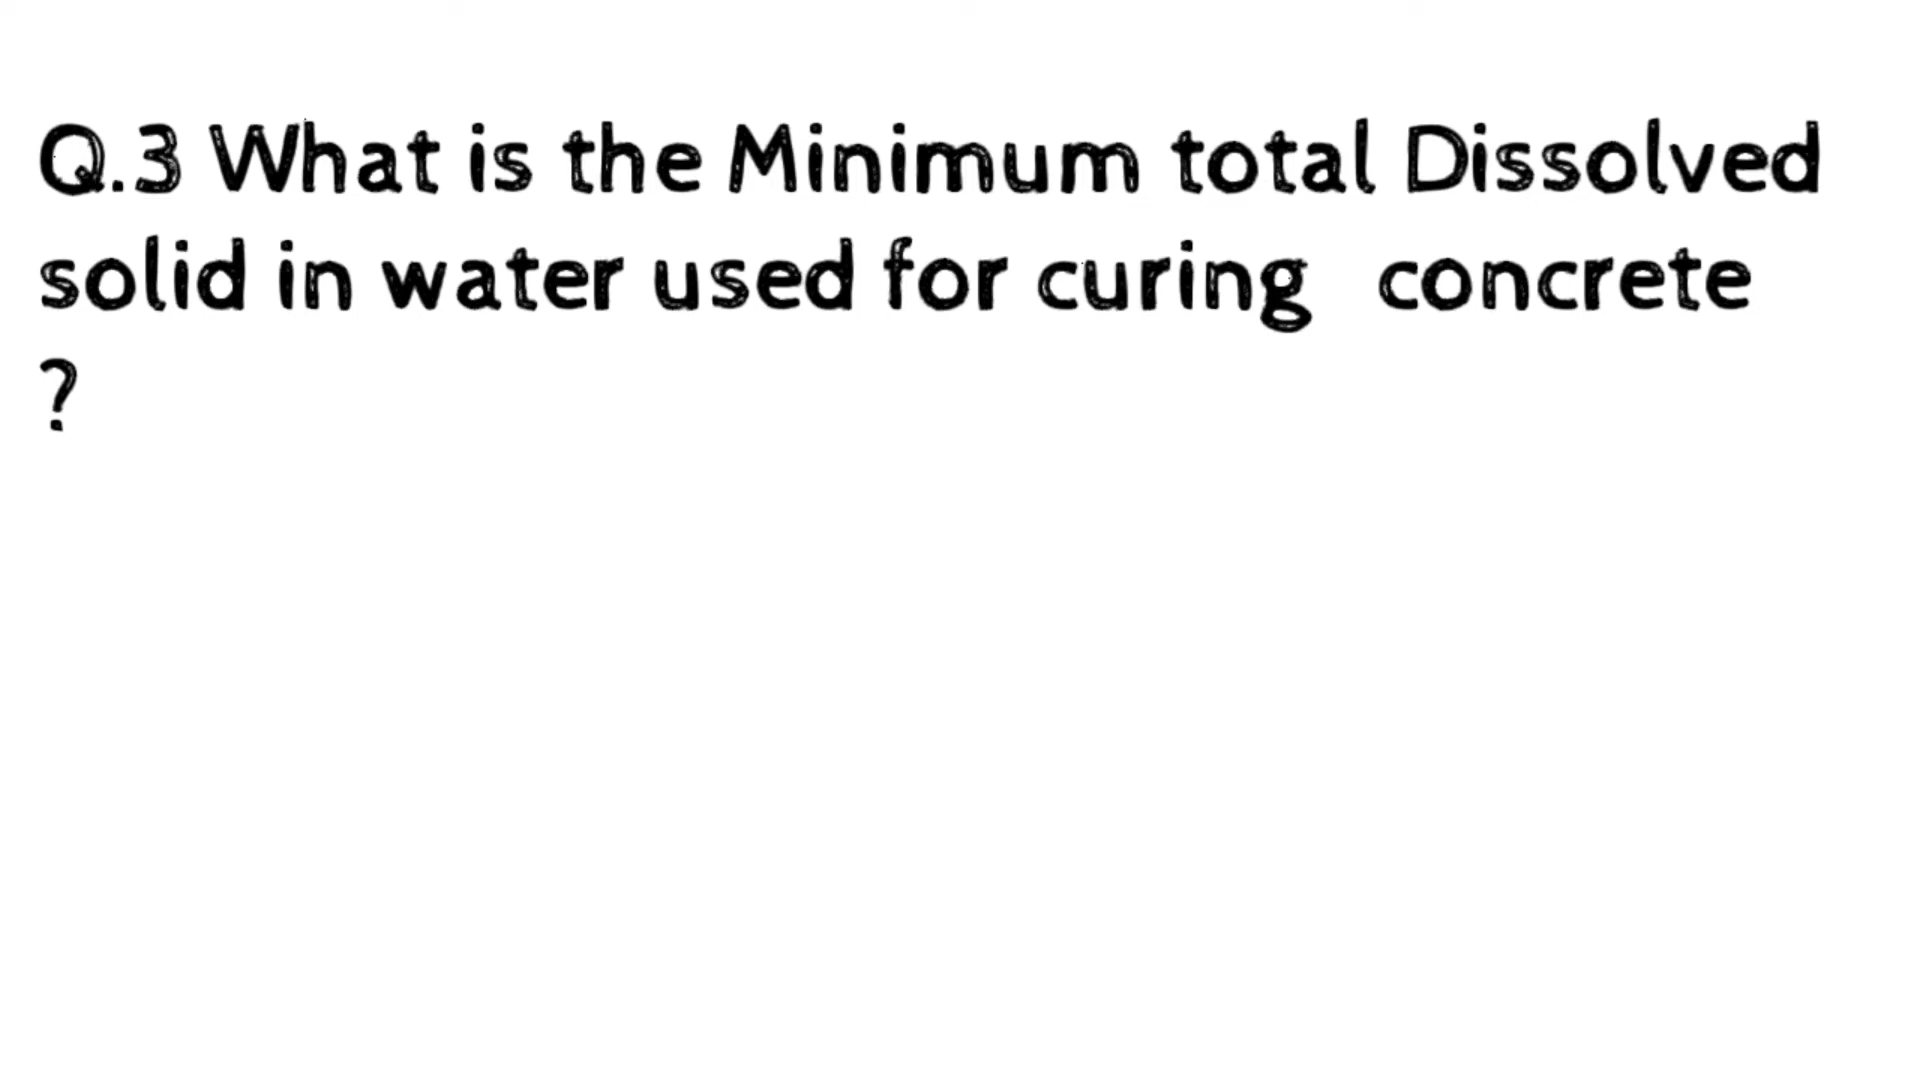 Q.3 What is the Minimum total Dissolved
solid in water used for curing concrete
?